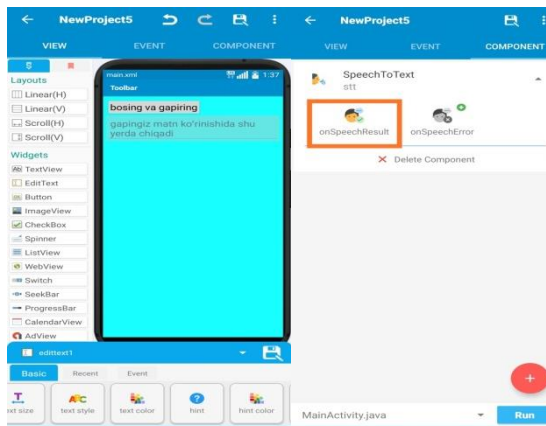 NewProject5
VIEW
EVENT
COMPONENT
Layouts
Linear(H)
Linear(V)
Scroll(H)
Scroll(V)
Widgets
TextView
EditText
Button
ImageView
CheckBox
Spinner
ListView
WebView
Switch
SeekBar
ProgressBar
CalendarView
AdView
main.xml
1:37
Toolbar
bosing va gapiring
gapingiz matn ko'rinishida shu
yerda chiqadi
edittext1
Basic
Recent
Event
ext size
text style
text color
hint
hint color
NewProject5
VIEW
EVENT
COMPONENT
SpeechToText
stt
onSpeechResult
onSpeechError
Delete Component
MainActivity.java
Run